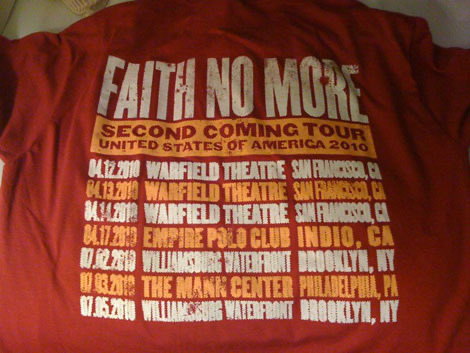 FAITH NO MORE
SECOND COMING TOUR
UNITED STATES OF AMERICA 2010
04.12.2010 WARFIELD THEATRE SAN FRANCISCO, CA
04.13.2010 WARFIELD THEATRE SAN FRANCISCO, CA
04.14.2010 WARFIELD THEATRE SAN FRANCISCO, CA
04.17.2010 EMPIRE POLO CLUB INDIO, CA
07.02.2010 WILLIAMSBURG WATERFRONT BROOKLYN, NY
07.03.2010 THE MANN CENTER PHILADELPHIA, PA
07.05.2010 WILLIAMSBURG WATERFRONT BROOKLYN, NY